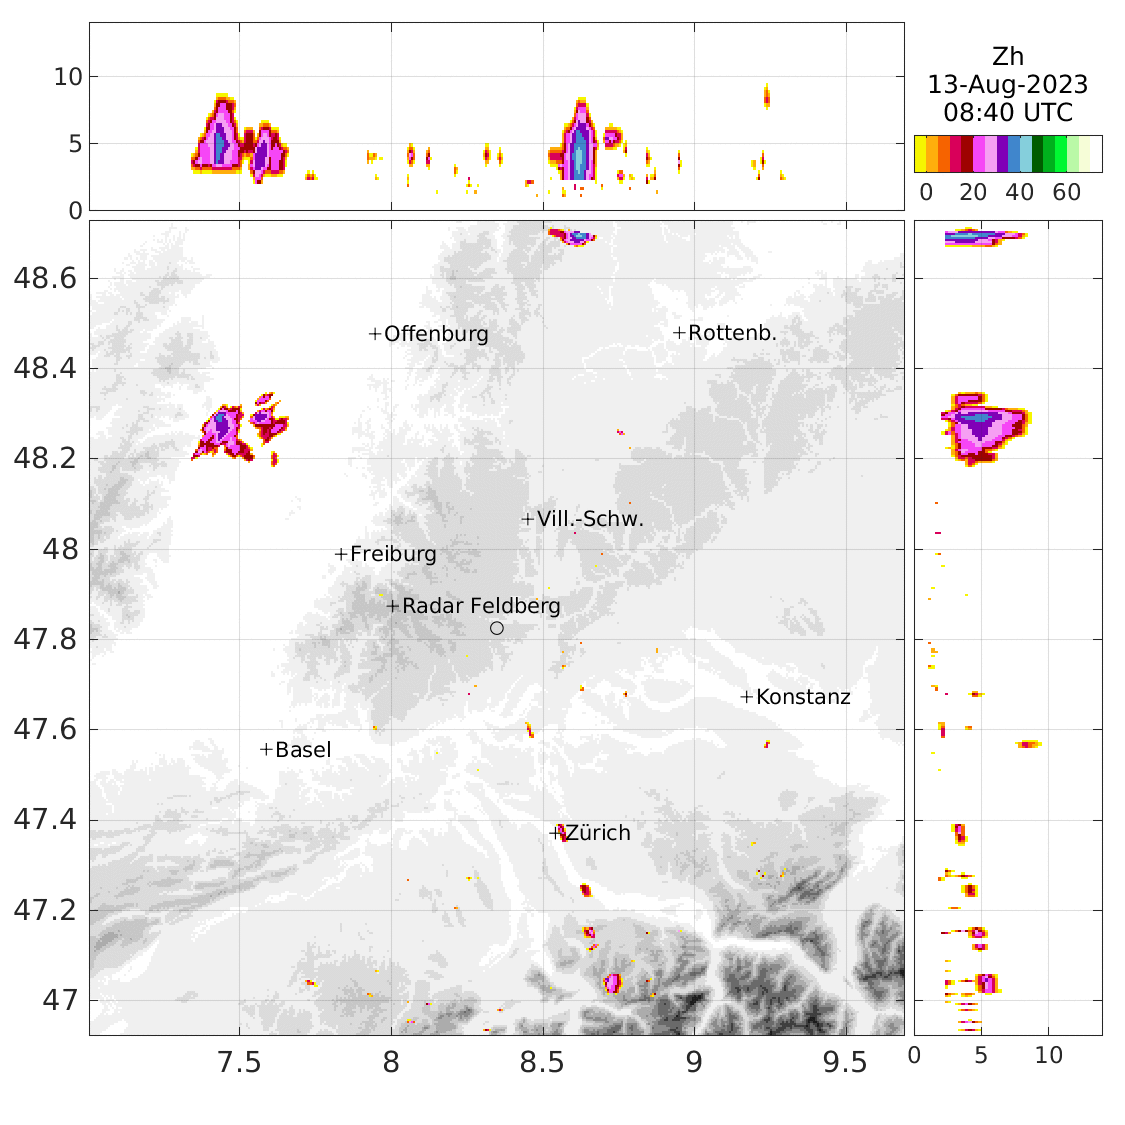 10
5
0
Zh
13-Aug-2023
08:40 UTC
0 20 40 60
48.6
48.4
48.2
48
47.8
47.6
47.4
47.2
47
Offenburg
Rottenb.
Vill.-Schw.
Freiburg
Radar Feldberg
Konstanz
Basel
Zürich
7.5 8 8.5 9 9.5
0 5 10